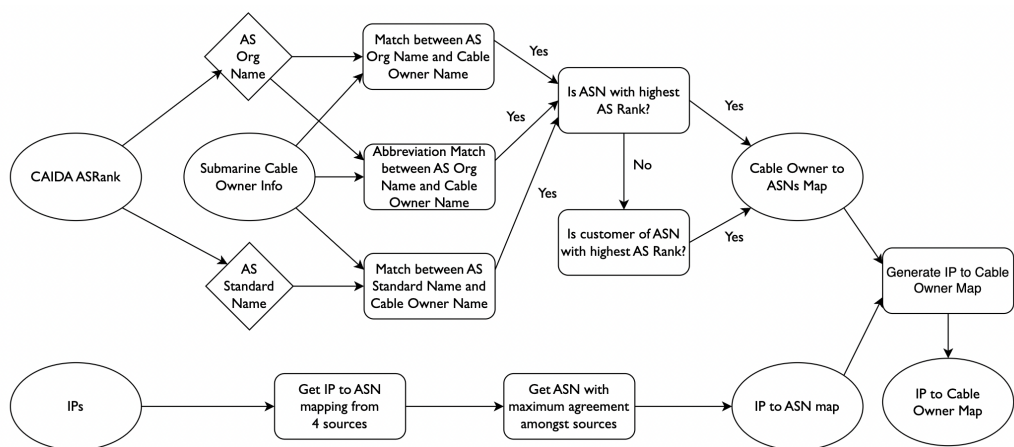 AS
Org
Name
Match between AS
Org Name and Cable
Owner Name
Yes
Is ASN with highest
AS Rank?
Yes
CAIDA ASRank
Submarine Cable
Owner Info
Abbreviation Match
between AS Org
Name and Cable
Owner Name
Yes
No
Cable Owner to
ASNs Map
Yes
Is customer of ASN
with highest AS Rank?
Yes
AS
Standard
Name
Match between AS
Standard Name and
Cable Owner Name
Generate IP to Cable
Owner Map
IPs
Get IP to ASN
mapping from
4 sources
Get ASN with
maximum agreement
amongst sources
IP to ASN map
IP to Cable
Owner Map